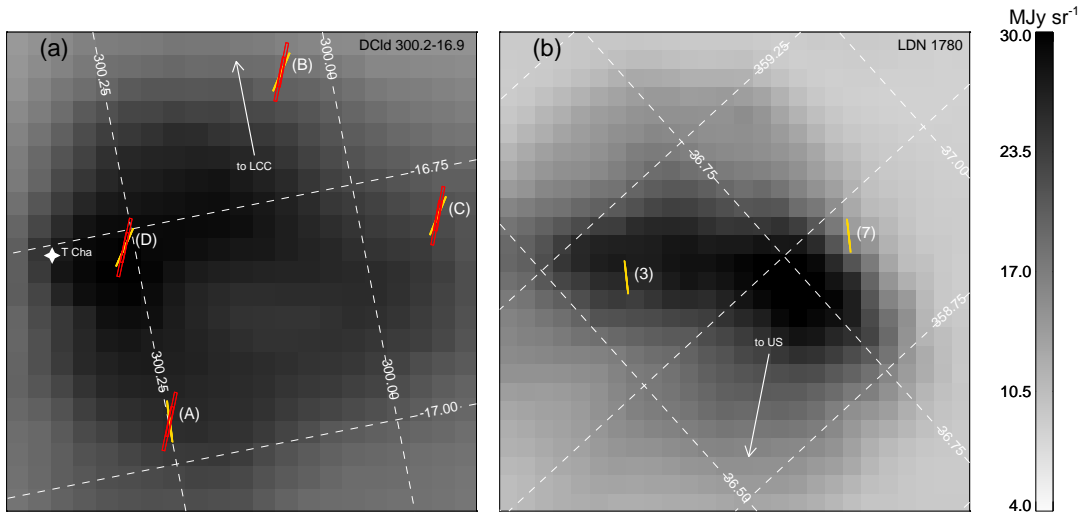 MJy sr-1
(a)
DCld 300.2-16.9
(B)
300.25
300.00
to LCC
-16.75
(C)
(D)
T Cha
300.25
300.00
-17.00
(A)
(b)
LDN 1780
359.25
-36.75
-37.00
(7)
(3)
358.75
to US
-36.75
-36.50
30.0
23.5
17.0
10.5
4.0